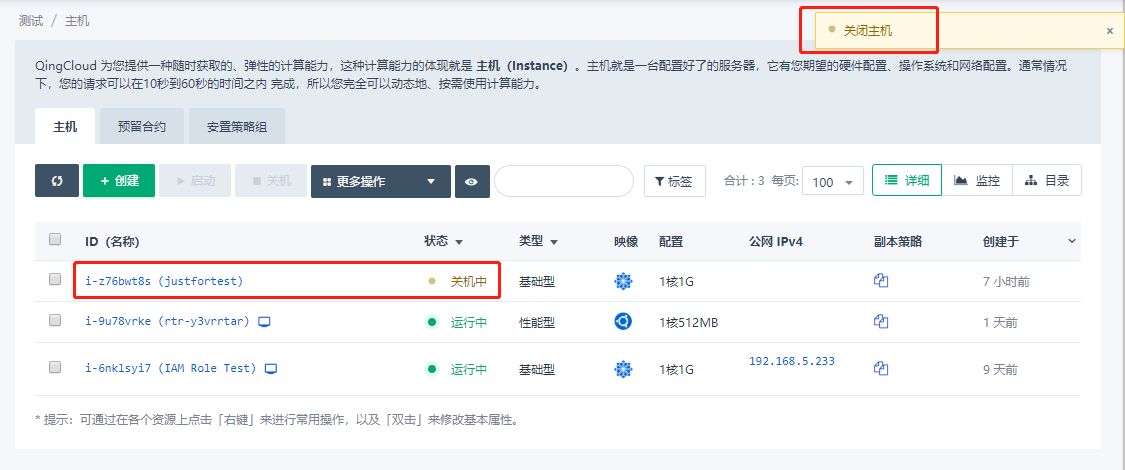 测试 / 主机
关闭主机 ×
QingCloud 为您提供一种随时获取的、弹性的计算能力，这种计算能力的体现就是 主机（Instance）。主机就是一台配置好了的服务器，它有您期望的硬件配置、操作系统和网络配置。通常情况
下，您的请求可以在10秒到60秒的时间之内 完成，所以您完全可以动态地、按需使用计算能力。
主机 预留合约 安置策略组
+ 创建 启动 关机 更多操作 标签 合计 : 3 每页: 100 详细 监控 目录
ID（名称） 状态 类型 映像 配置 公网 IPv4 副本策略 创建于
i-z76bwt8s (justfortest) 关机中 基础型 1核1G 7 小时前
i-9u78vrke (rtr-y3vrrtar) 运行中 性能型 1核512MB 1 天前
i-6nklsyi7 (IAM Role Test) 运行中 基础型 1核1G 192.168.5.233 9 天前
* 提示：可通过在各个资源上点击「右键」来进行常用操作，以及「双击」来修改基本属性。